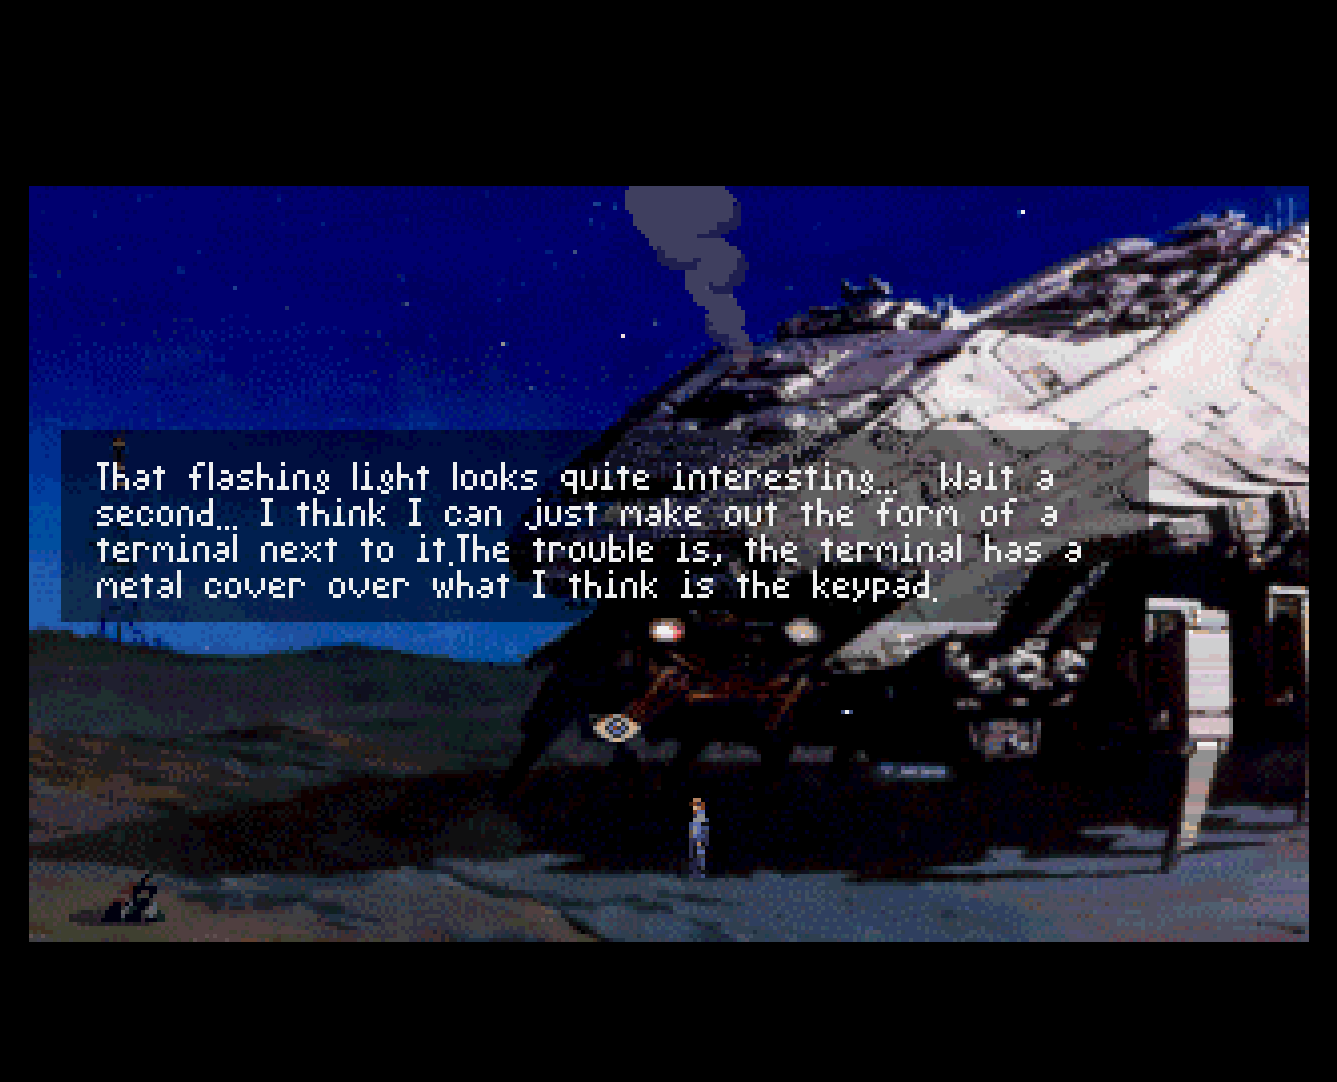 That flashing light looks quite interesting...  Wait a
second... I think I can just make out the form of a
terminal next to it.The trouble is, the terminal has a
metal cover over what I think is the keypad.